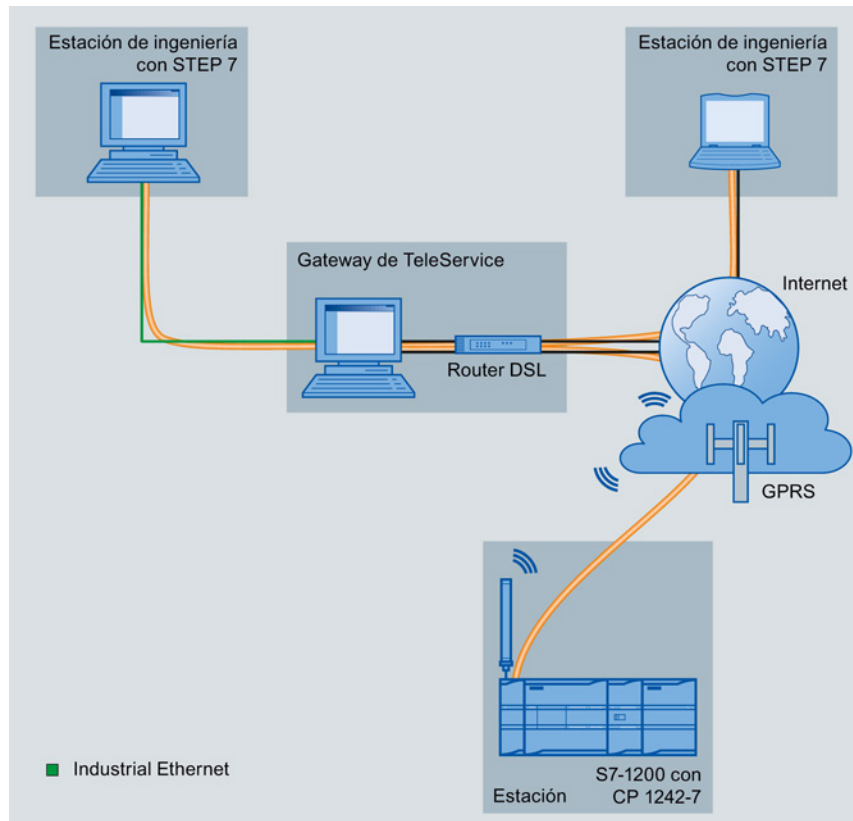 Estación de ingeniería
con STEP 7
Estación de ingeniería
con STEP 7
Gateway de TeleService
Internet
Router DSL
GPRS
Industrial Ethernet
S7-1200 con
CP 1242-7
Estación